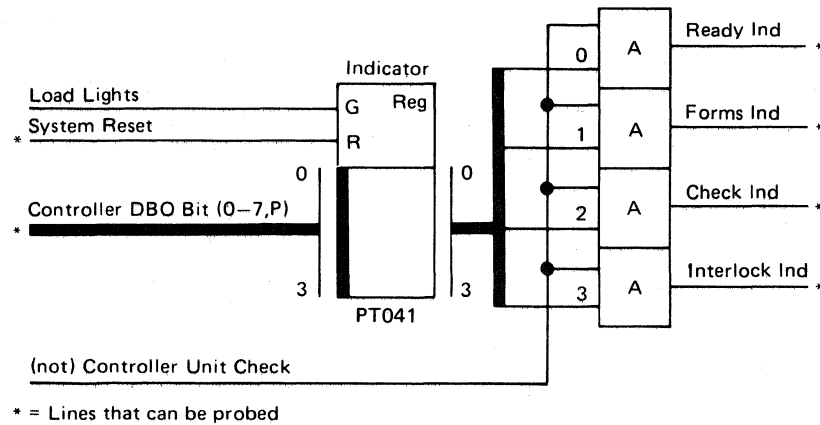 Indicator
Load Lights
G Reg
* System Reset
R
0
3
* Controller DBO Bit (0–7,P)
0
3
PT041
0 A Ready Ind *
1 A Forms Ind *
2 A Check Ind *
3 A Interlock Ind *
(not) Controller Unit Check
* = Lines that can be probed